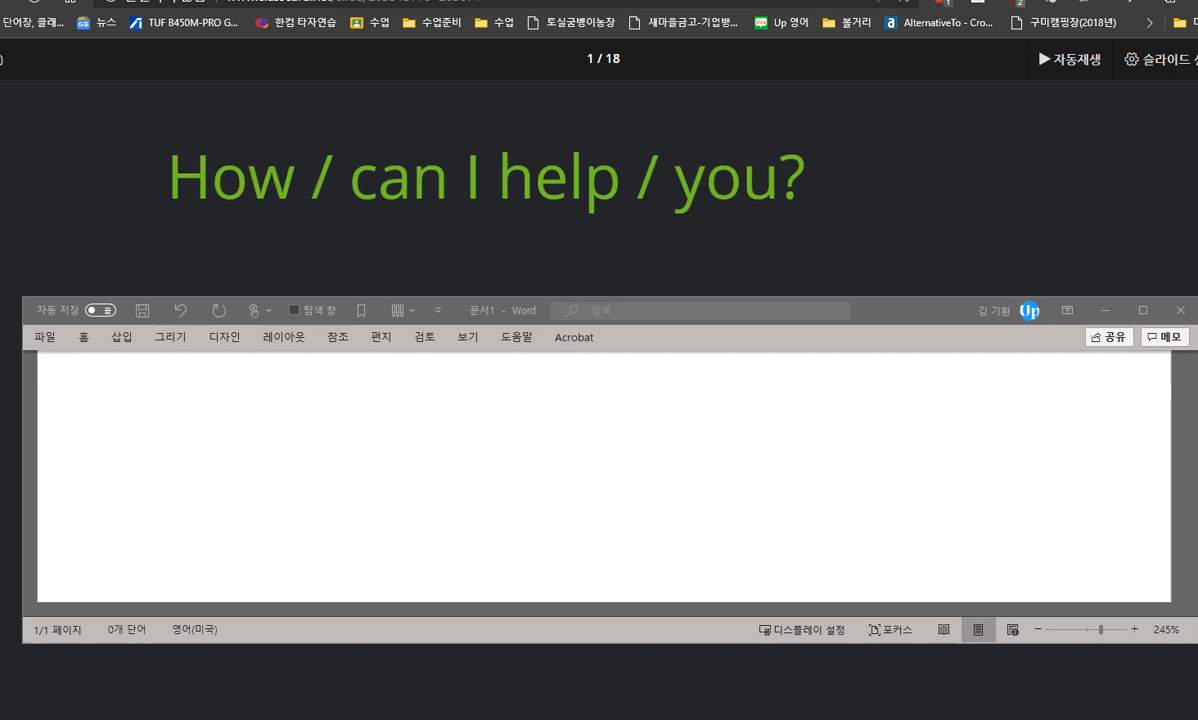 단어장, 클래... 뉴스 TUF B450M-PRO G... 한컴 타자연습 수업 수업준비 수업 토실굼벵이농장 새마을금고-기업뱅... Up 영어 볼거리 AlternativeTo - Cro... 구미캠핑장(2018년)
1 / 18 자동재생 슬라이드
How / can I help / you?
자동 저장 끔 탐색 창 문서1 - Word 검색 김 기환 Up
파일 홈 삽입 그리기 디자인 레이아웃 참조 편지 검토 보기 도움말 Acrobat 공유 메모
1/1 페이지 0개 단어 영어(미국) 디스플레이 설정 포커스 245%